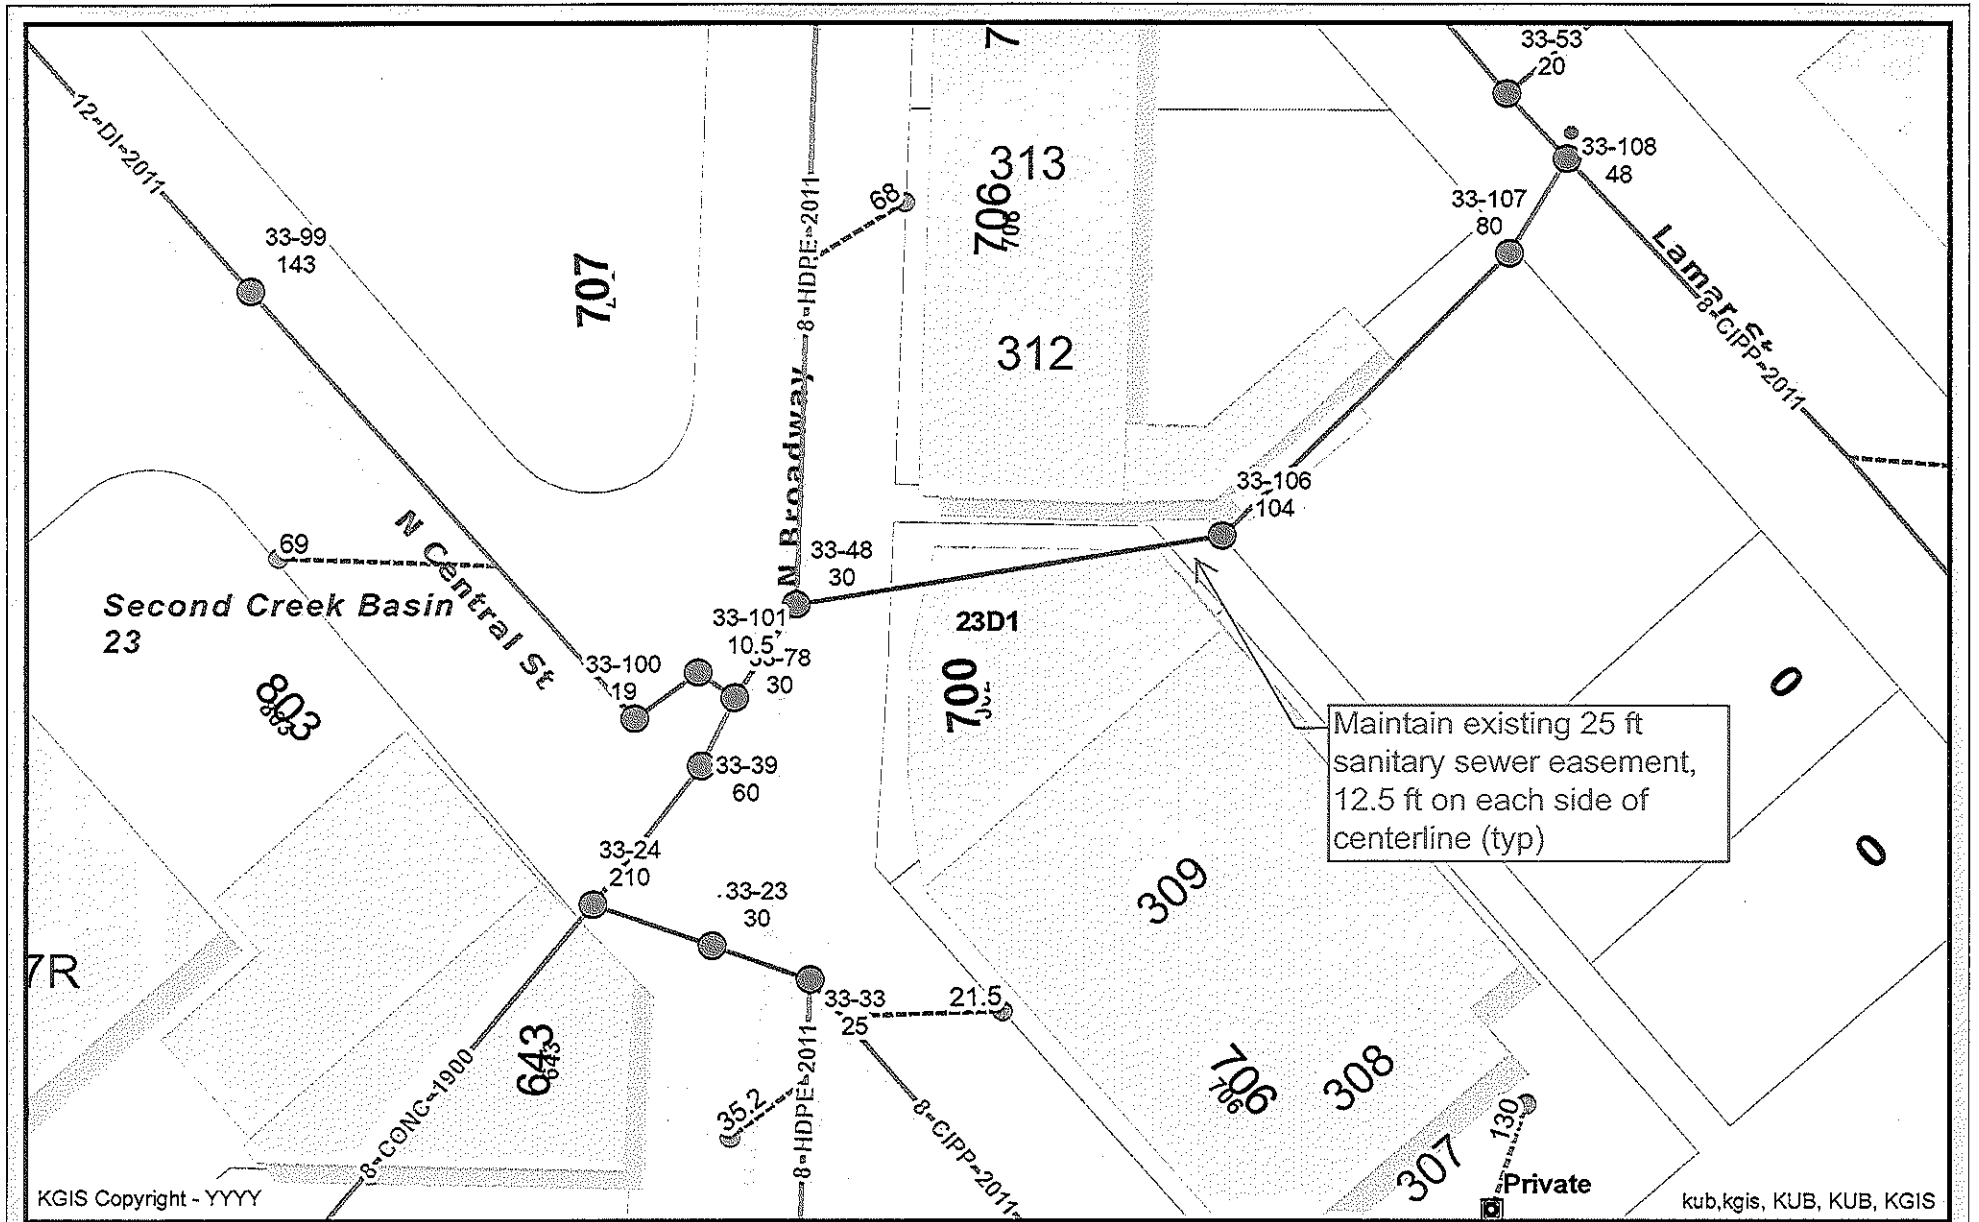 7
33-53
20
12-DI-2011
313
33-108
48
68
706
708
33-107
80
33-99
143
8-HDPE-2011
Lamar St
707
312
8-CIPP-2011
N Broadway
33-106
104
69
N Central St
33-48
30
Second Creek Basin
23
33-101
10.5
23D1
33-100
19
33-78
30
700
803
0
Maintain existing 25 ft
sanitary sewer easement,
12.5 ft on each side of
centerline (typ)
33-39
60
33-24
210
0
33-23
30
309
7R
33-33
25
21.5
643
643
8-HDPE-2011
706
706
308
8-CONC-1900
35.2
8-CIPP-2011
130
307
Private
KGIS Copyright - YYYY
kub,kgis, KUB, KUB, KGIS